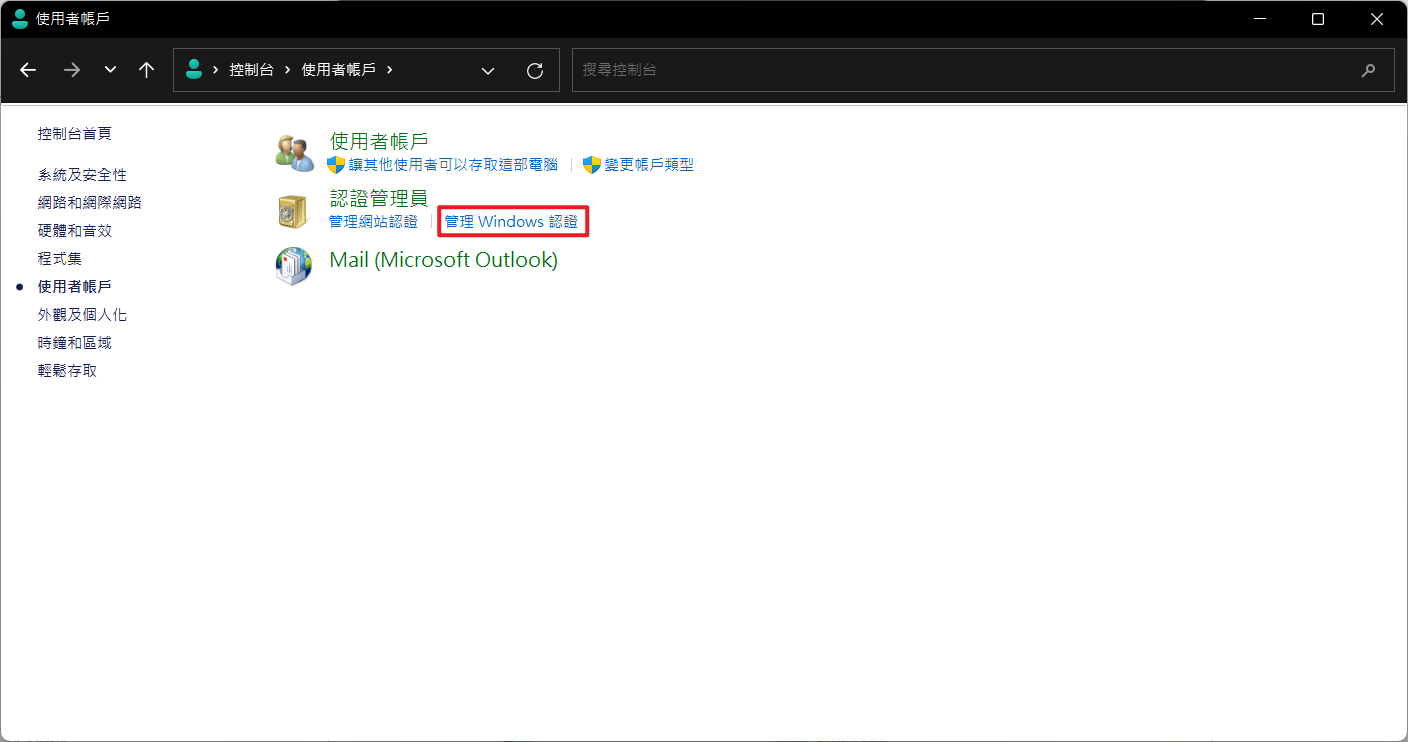 使用者帳戶
控制台 使用者帳戶
搜尋控制台
控制台首頁
系統及安全性
網路和網際網路
硬體和音效
程式集
使用者帳戶
外觀及個人化
時鐘和區域
輕鬆存取
使用者帳戶
讓其他使用者可以存取這部電腦 變更帳戶類型
認證管理員
管理網站認證 管理 Windows 認證
Mail (Microsoft Outlook)